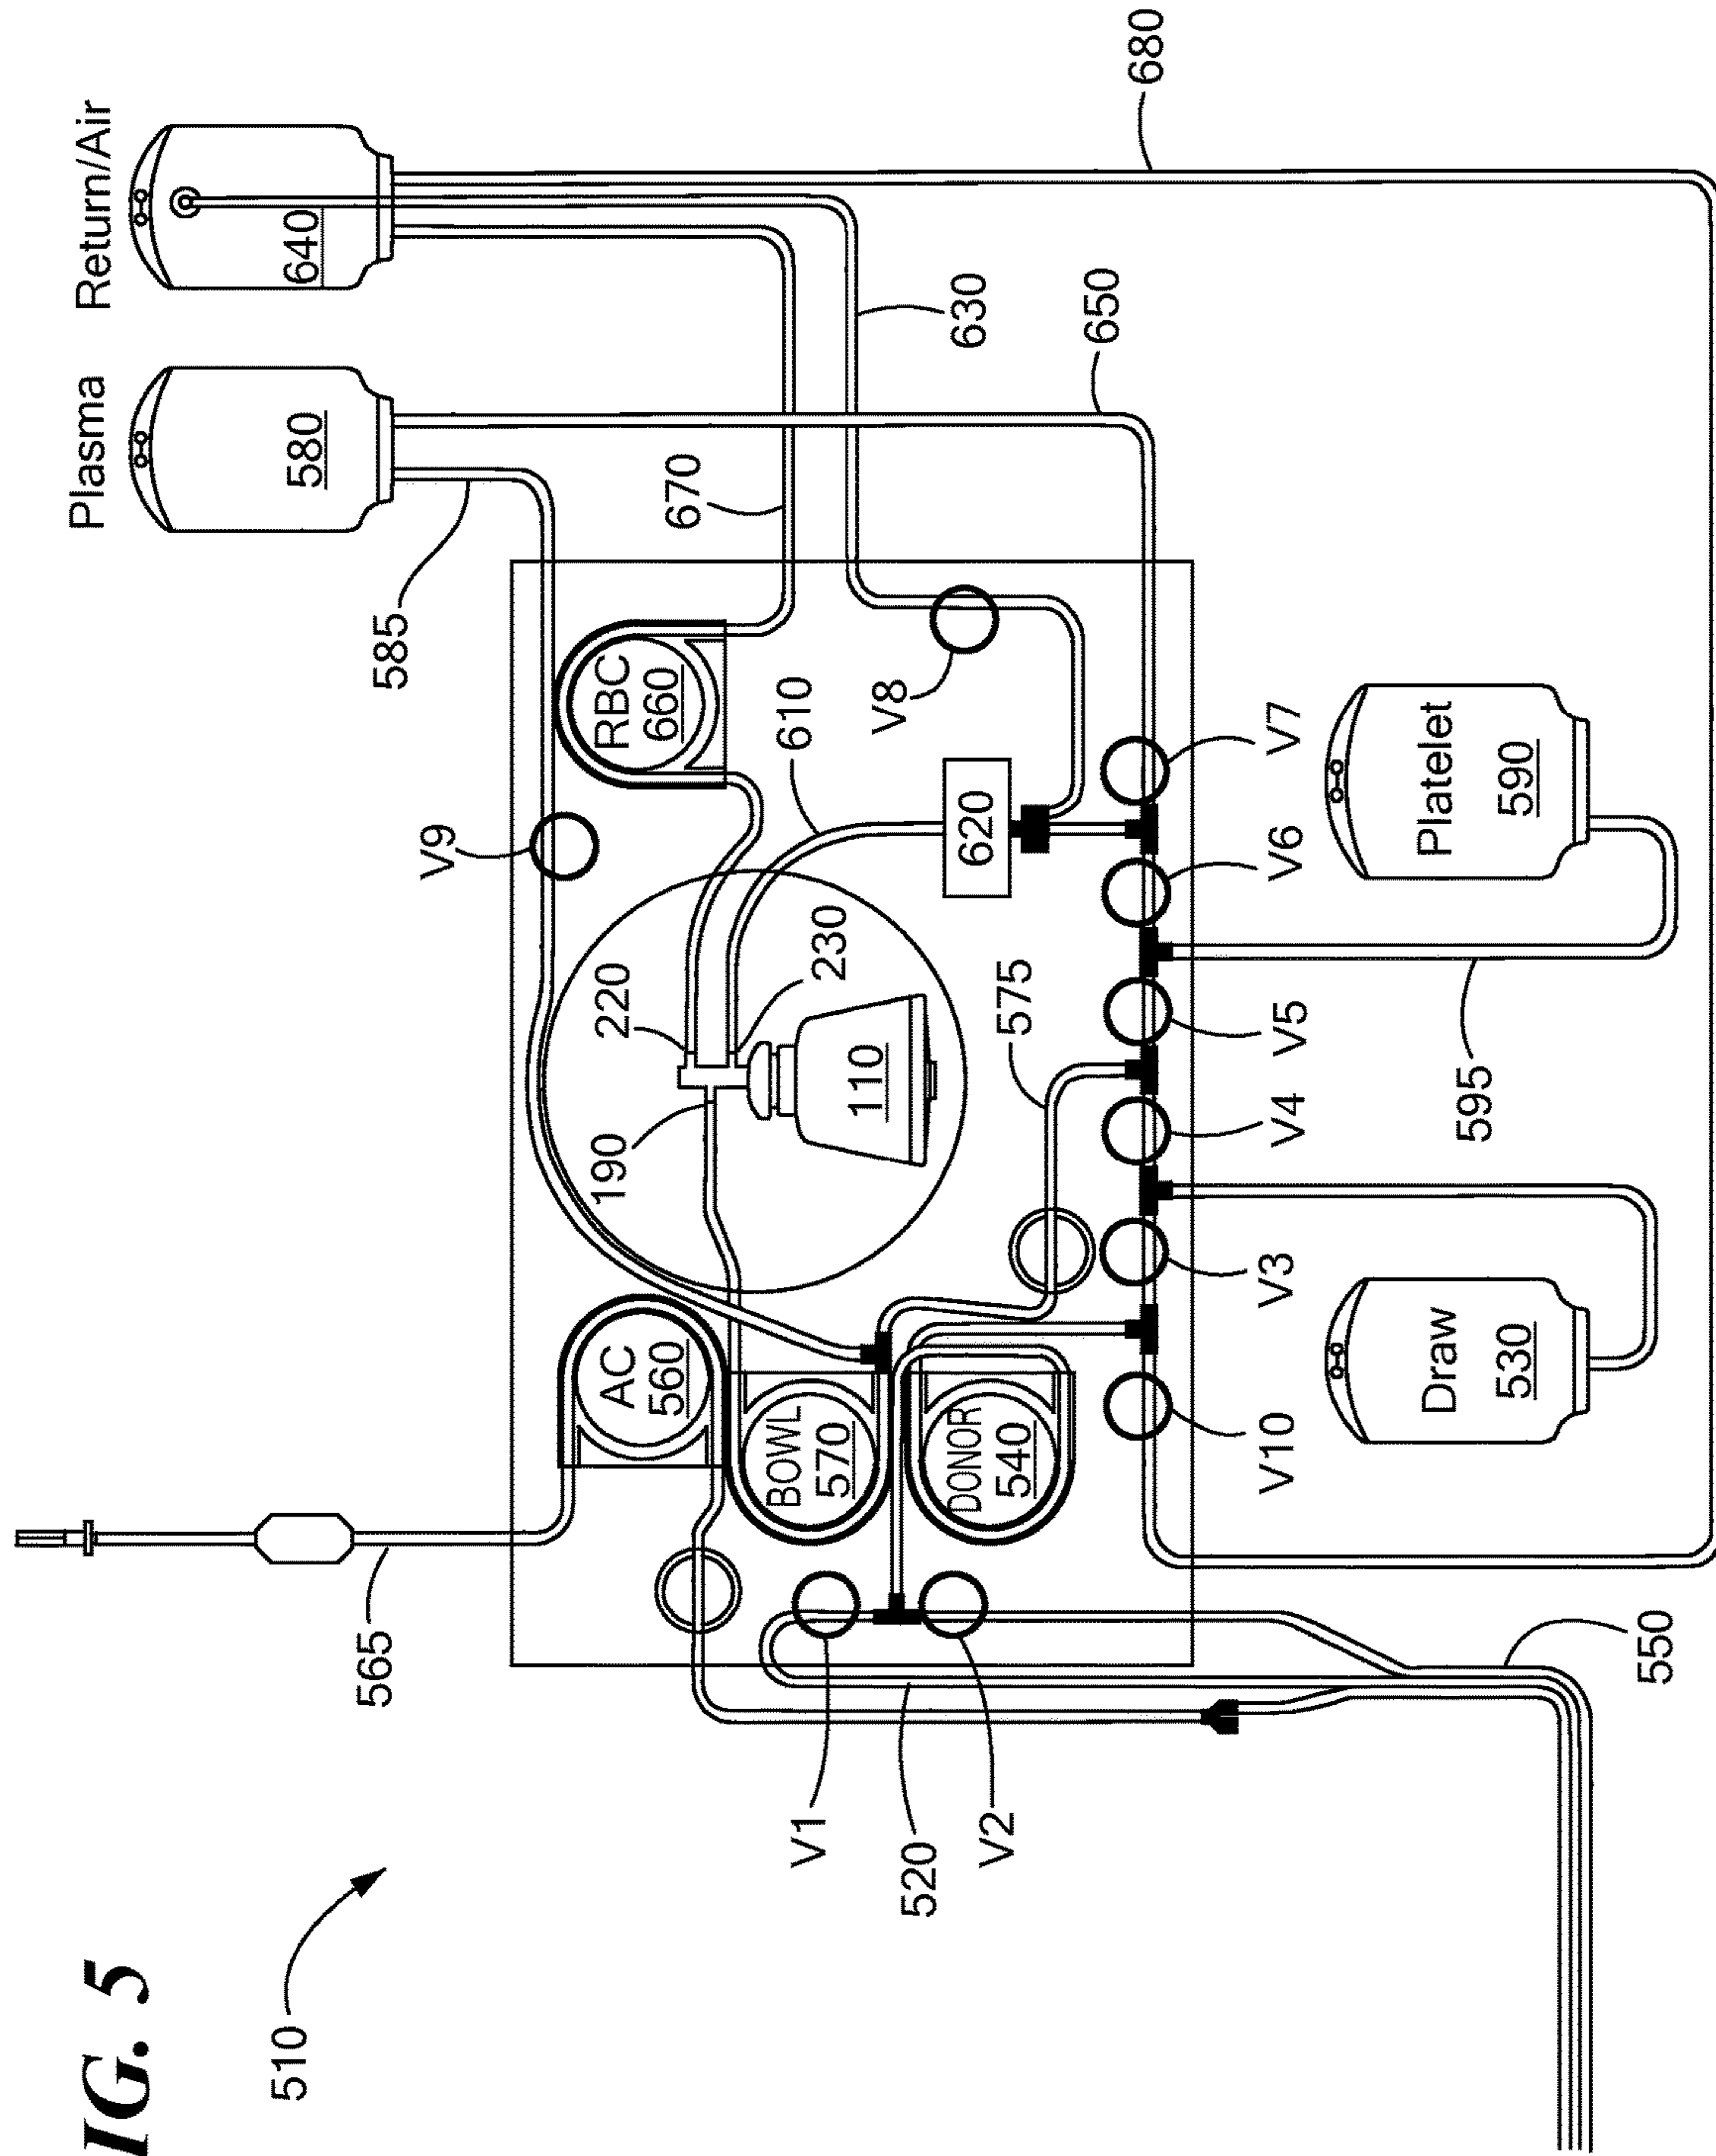 IG. 5
510
Plasma
Return/Air
580
640
565
585
V9
AC
560
RBC
660
670
630
650
680
190
220
230
610
V8
BOWL
570
110
620
DONOR
540
575
V1
520
V2
V10
V3
V4
V5
V6
V7
550
Draw
530
595
Platelet
590